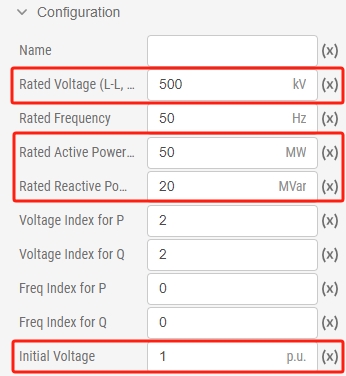 Configuration
Name (x)
Rated Voltage (L-L, ... 500 kV (x)
Rated Frequency 50 Hz (x)
Rated Active Power... 50 MW (x)
Rated Reactive Po... 20 MVar (x)
Voltage Index for P 2 (x)
Voltage Index for Q 2 (x)
Freq Index for P 0 (x)
Freq Index for Q 0 (x)
Initial Voltage 1 p.u. (x)